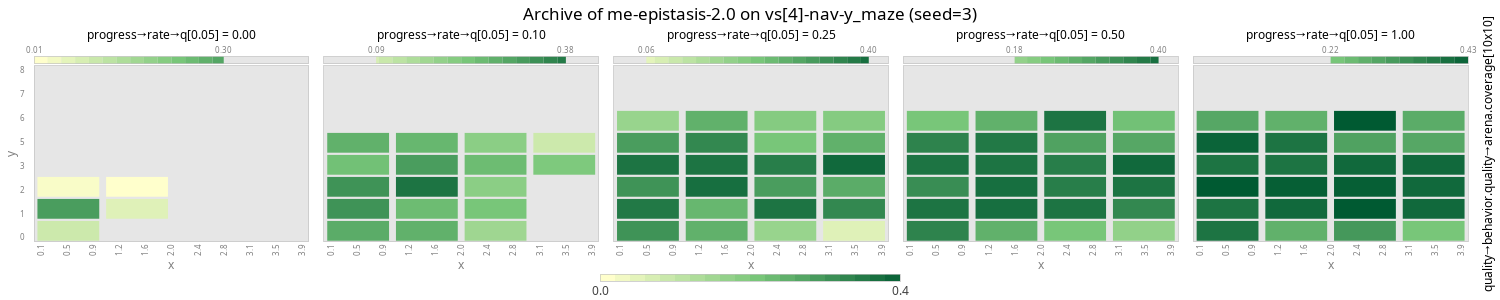 Archive of me-epistasis-2.0 on vs[4]-nav-y_maze (seed=3)
progress→rate→q[0.05] = 0.00
progress→rate→q[0.05] = 0.10
progress→rate→q[0.05] = 0.25
progress→rate→q[0.05] = 0.50
progress→rate→q[0.05] = 1.00
0.01 0.30
0.09 0.38
0.06 0.40
0.18 0.40
0.22 0.43
8
7
6
5
3
2
1
0
y
0.1 0.5 0.9 1.2 1.6 2.0 2.4 2.8 3.1 3.5 3.9
0.1 0.5 0.9 1.2 1.6 2.0 2.4 2.8 3.1 3.5 3.9
0.1 0.5 0.9 1.2 1.6 2.0 2.4 2.8 3.1 3.5 3.9
0.1 0.5 0.9 1.2 1.6 2.0 2.4 2.8 3.1 3.5 3.9
0.1 0.5 0.9 1.2 1.6 2.0 2.4 2.8 3.1 3.5 3.9
x
x
x
x
x
0.0 0.4
quality→behavior.quality→arena.coverage[10x10]